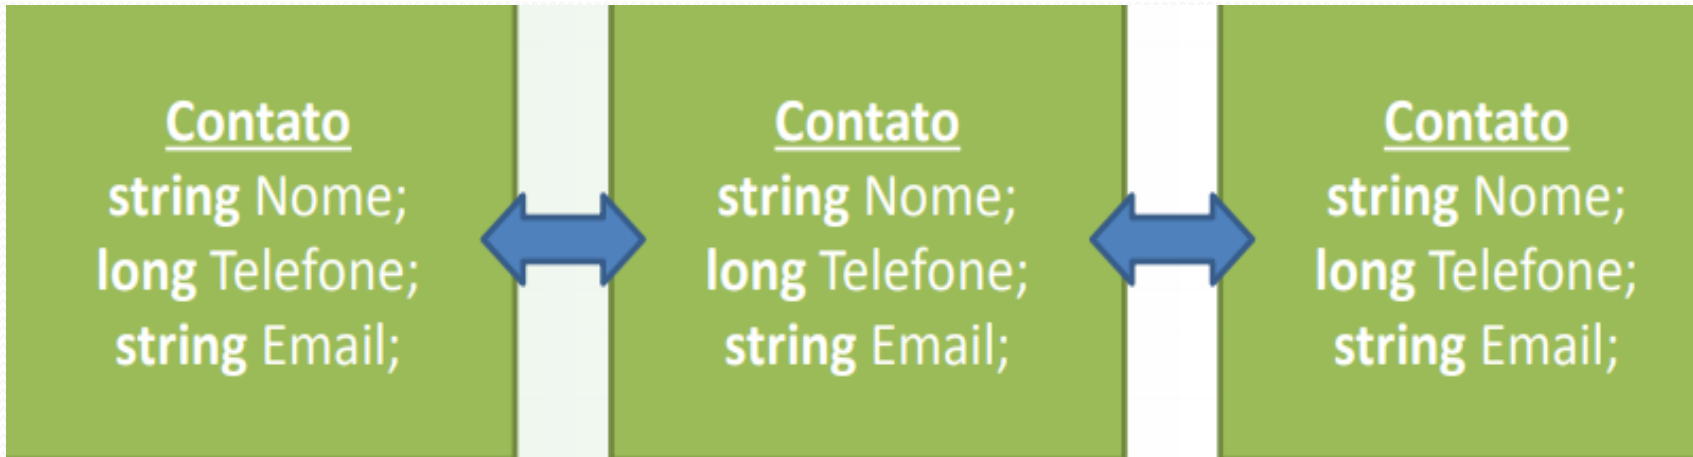 Contato
string Nome;
long Telefone;
string Email;
Contato
string Nome;
long Telefone;
string Email;
Contato
string Nome;
long Telefone;
string Email;